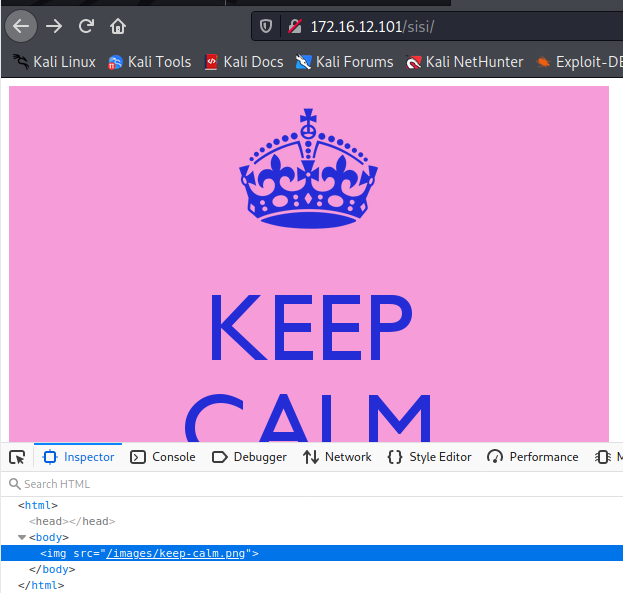 172.16.12.101/sisi/
Kali Linux Kali Tools Kali Docs Kali Forums Kali NetHunter Exploit-DB
KEEP
CALM
Inspector Console Debugger Network Style Editor Performance M
Search HTML
<html>
<head></head>
<body>
<img src="/images/keep-calm.png">
</body>
</html>